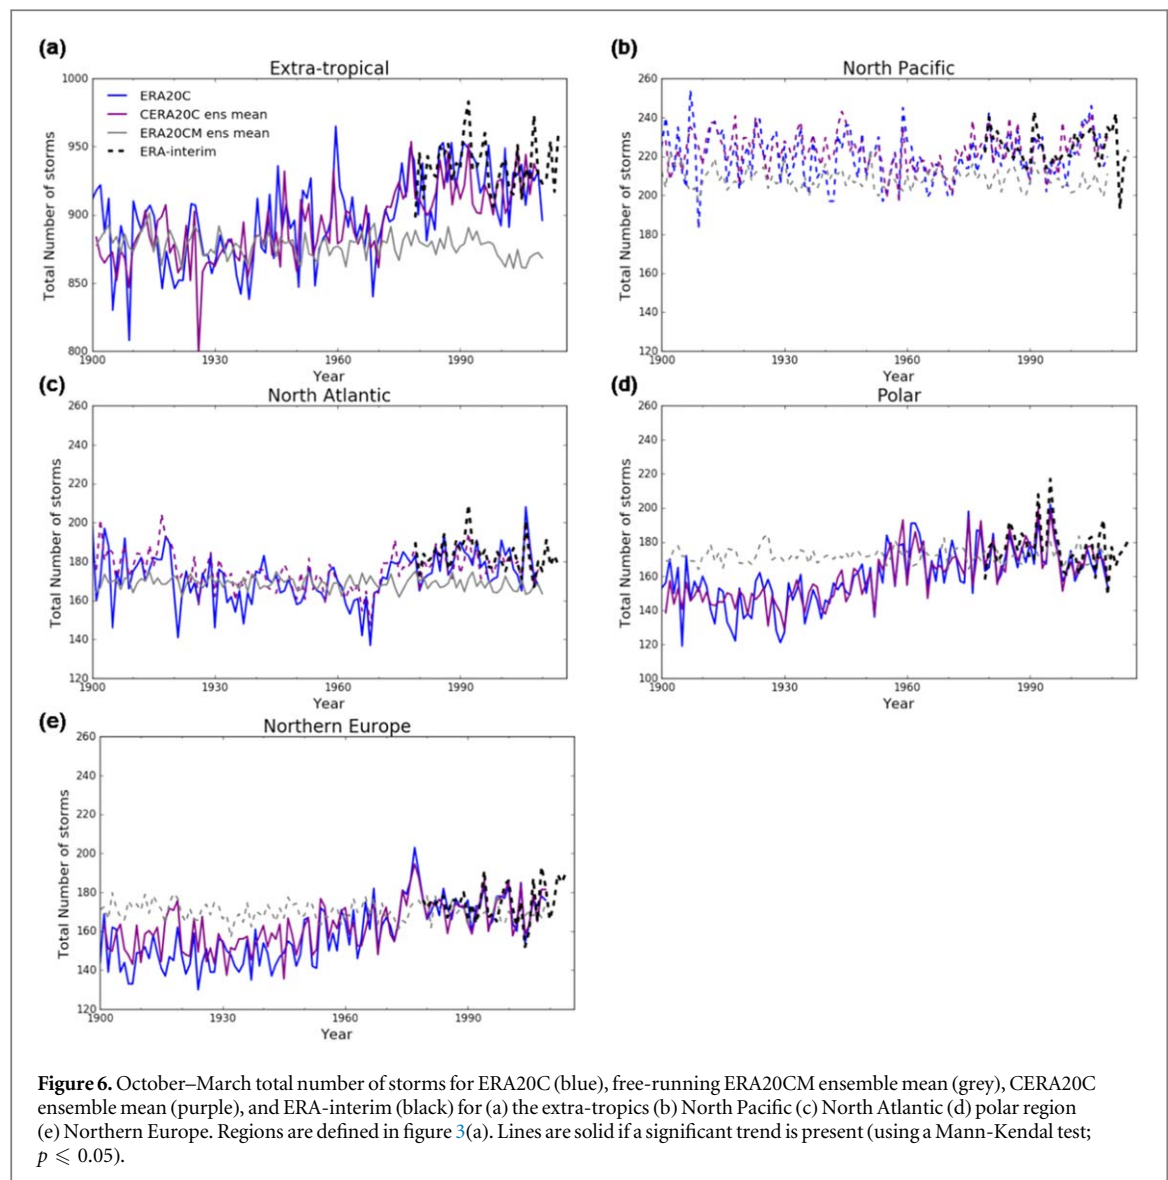 (a)
Extra-tropical
Total Number of storms
1000
950
900
850
800
ERA20C
CERA20C ens mean
ERA20CM ens mean
ERA-interim
1900
1930
1960
1990
Year
(b)
North Pacific
Total Number of storms
260
240
220
200
180
160
140
120
1900
1930
1960
1990
Year
(c)
North Atlantic
Total Number of storms
260
240
220
200
180
160
140
120
1900
1930
1960
1990
Year
(d)
Polar
Total Number of storms
260
240
220
200
180
160
140
120
100
1900
1930
1960
1990
Year
(e)
Northern Europe
Total Number of storms
260
240
220
200
180
160
140
120
1900
1930
1960
1990
Year
Figure 6. October–March total number of storms for ERA20C (blue), free-running ERA20CM ensemble mean (grey), CERA20C
ensemble mean (purple), and ERA-interim (black) for (a) the extra-tropics (b) North Pacific (c) North Atlantic (d) polar region
(e) Northern Europe. Regions are defined in figure 3(a). Lines are solid if a significant trend is present (using a Mann-Kendal test;
p ⩽ 0.05).